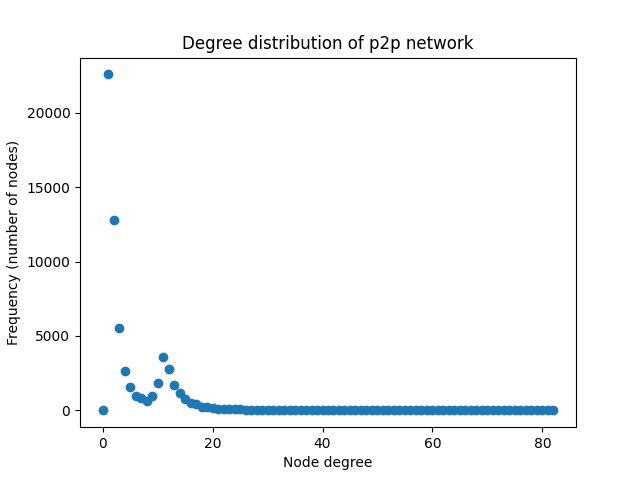 Degree distribution of p2p network
Frequency (number of nodes)
20000
15000
10000
5000
0
0 20 40 60 80
Node degree